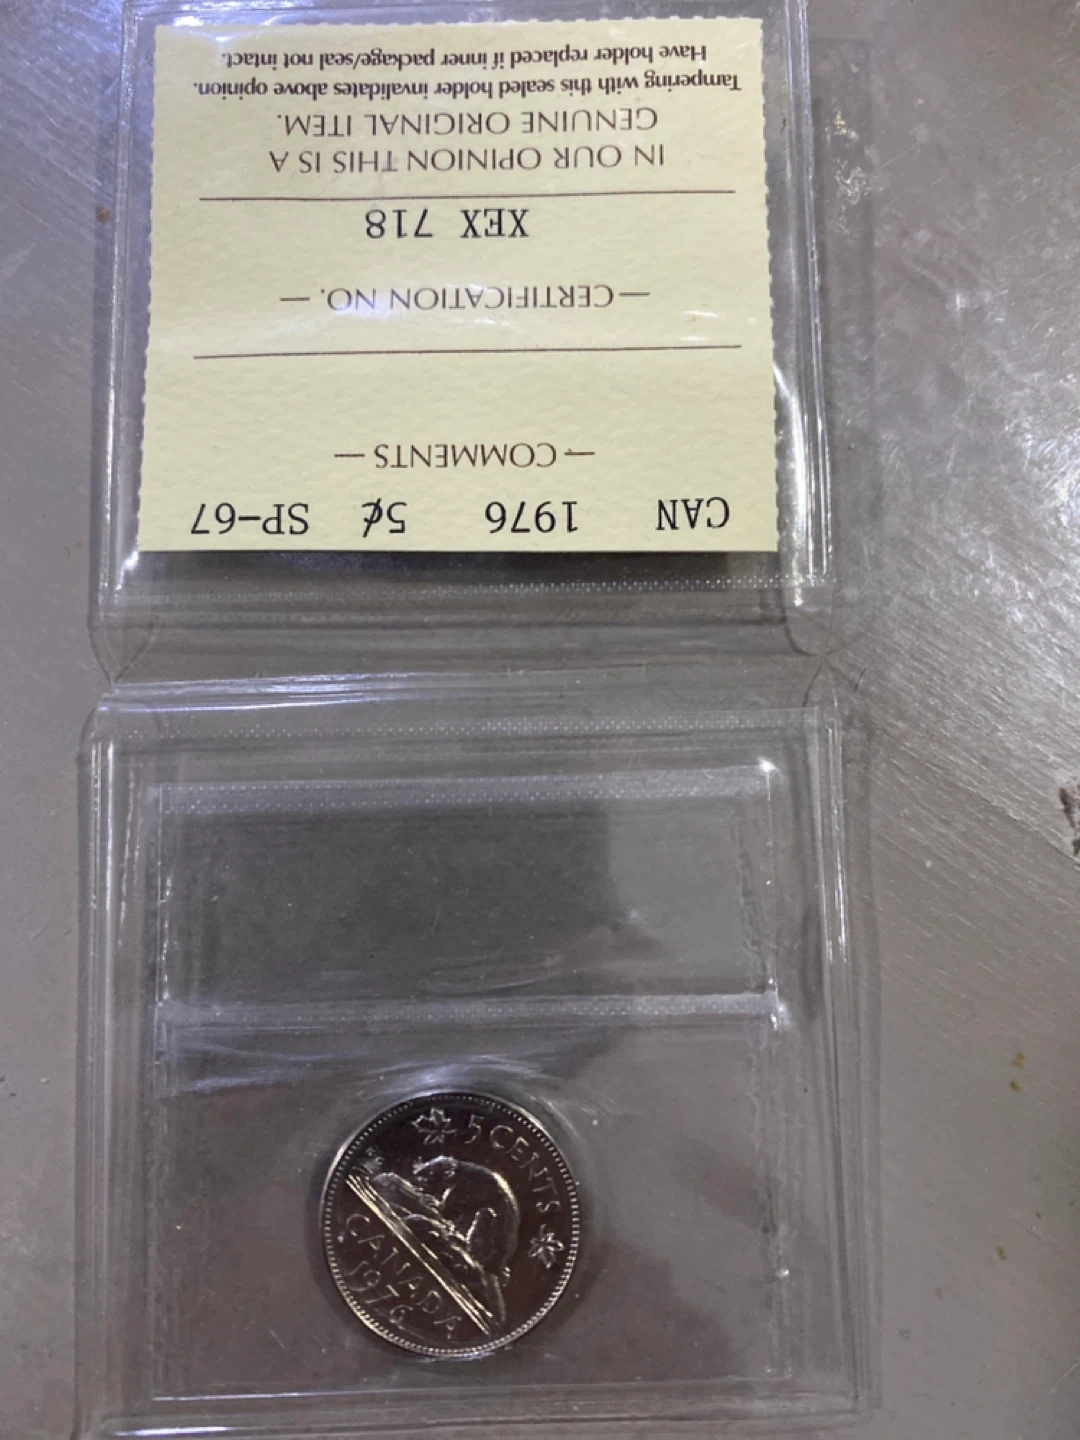 CAN 1976 5¢ SP-67
— COMMENTS —
— CERTIFICATION NO. —
XEX 718
IN OUR OPINION THIS IS A
GENUINE ORIGINAL ITEM.
Tampering with this sealed holder invalidates above opinion.
Have holder replaced if inner package/seal not intact.
5 CENTS
CANADA
1976